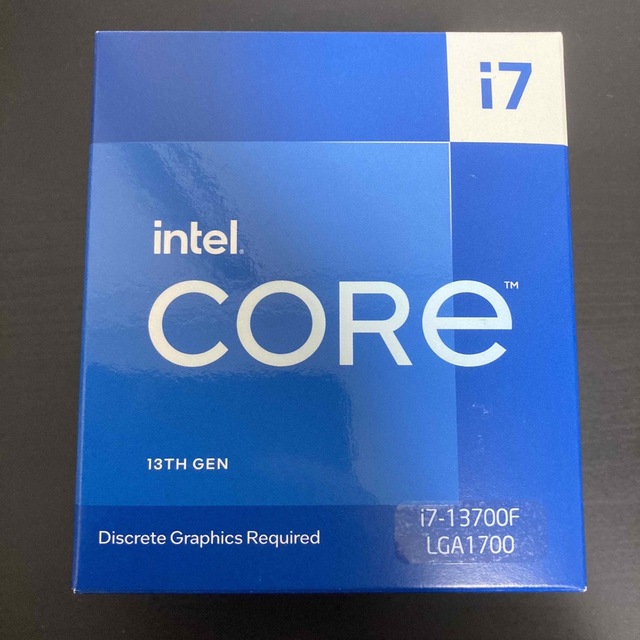 i7
intel.
CORE™
13TH GEN
Discrete Graphics Required
i7-13700F
LGA1700